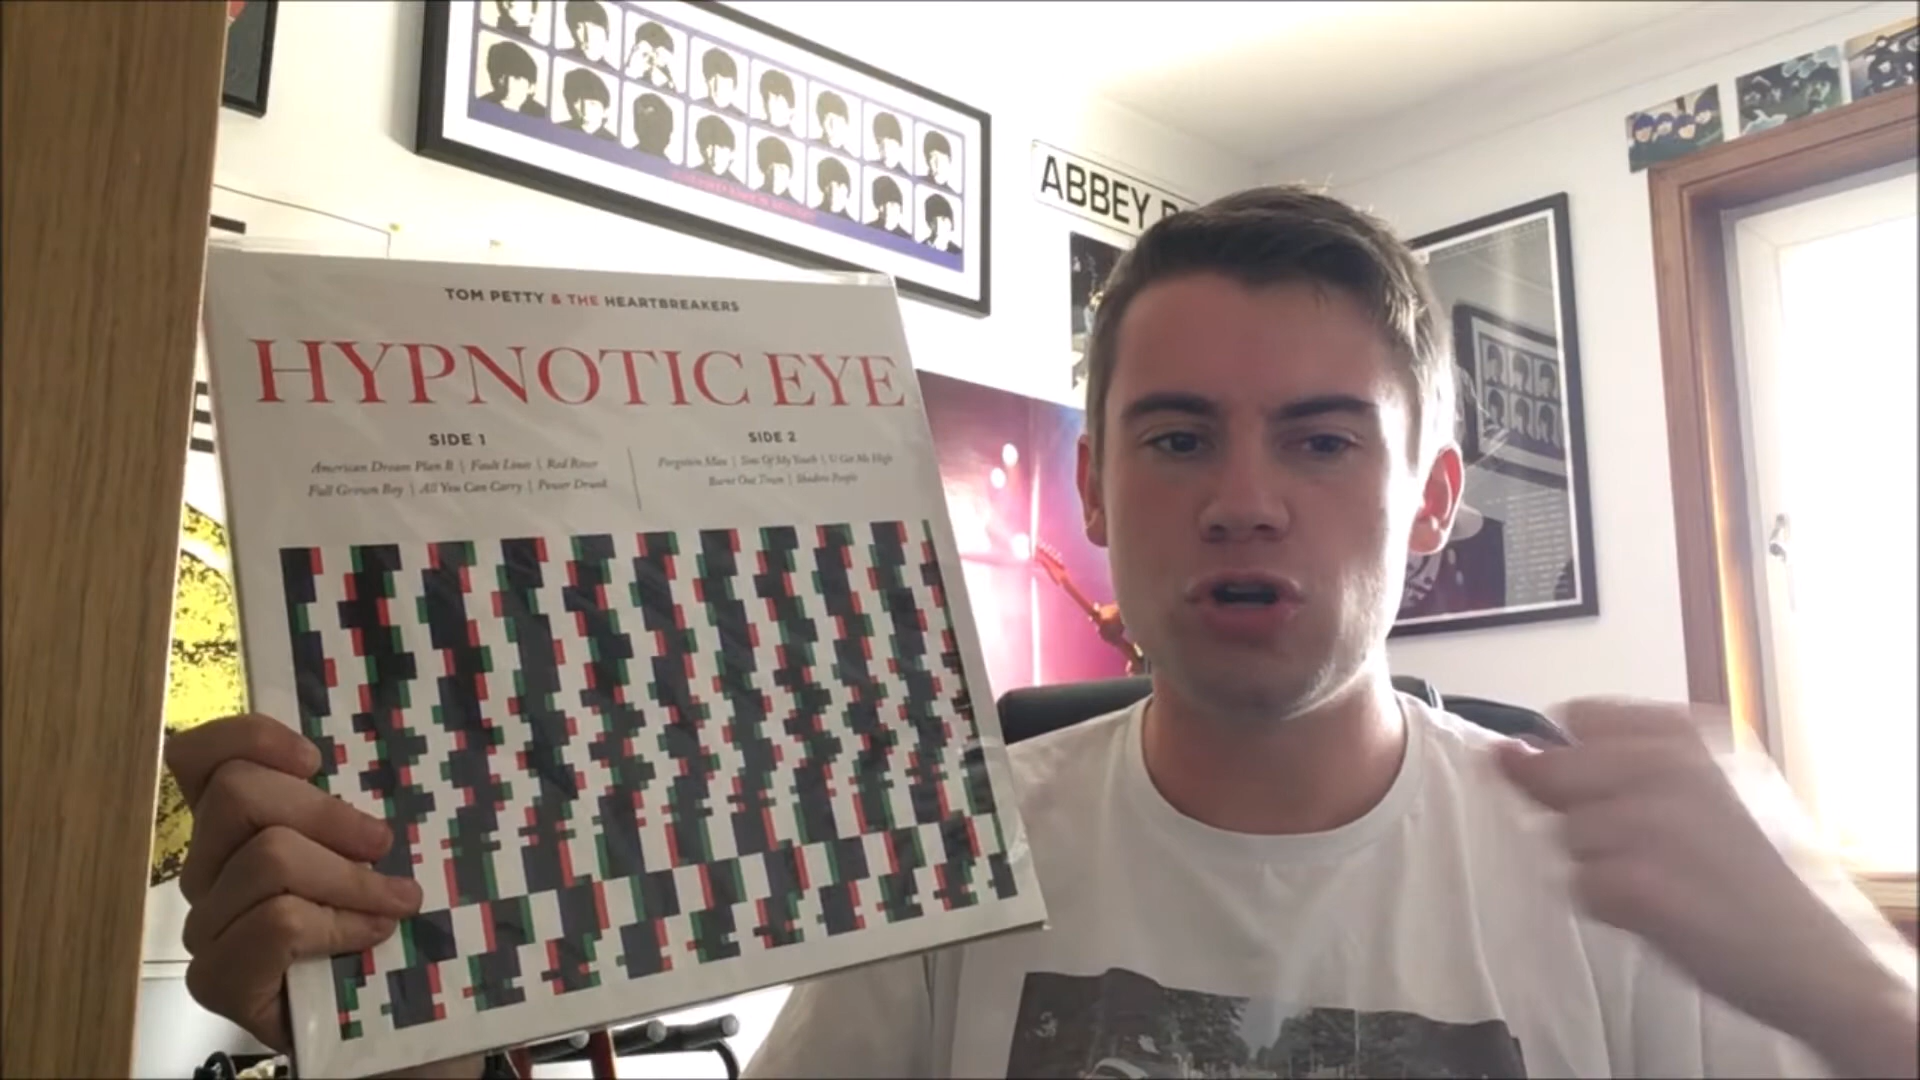 ABBEY
TOM PETTY & THE HEARTBREAKERS
HYPNOTIC EYE
SIDE 1
American Dream Plan B | Fault Lines | Red River
Full Grown Boy | All You Can Carry | Power Drunk
SIDE 2
Forgotten Man | Sins Of My Youth | U Get Me High
Burnt Out Town | Shadow People